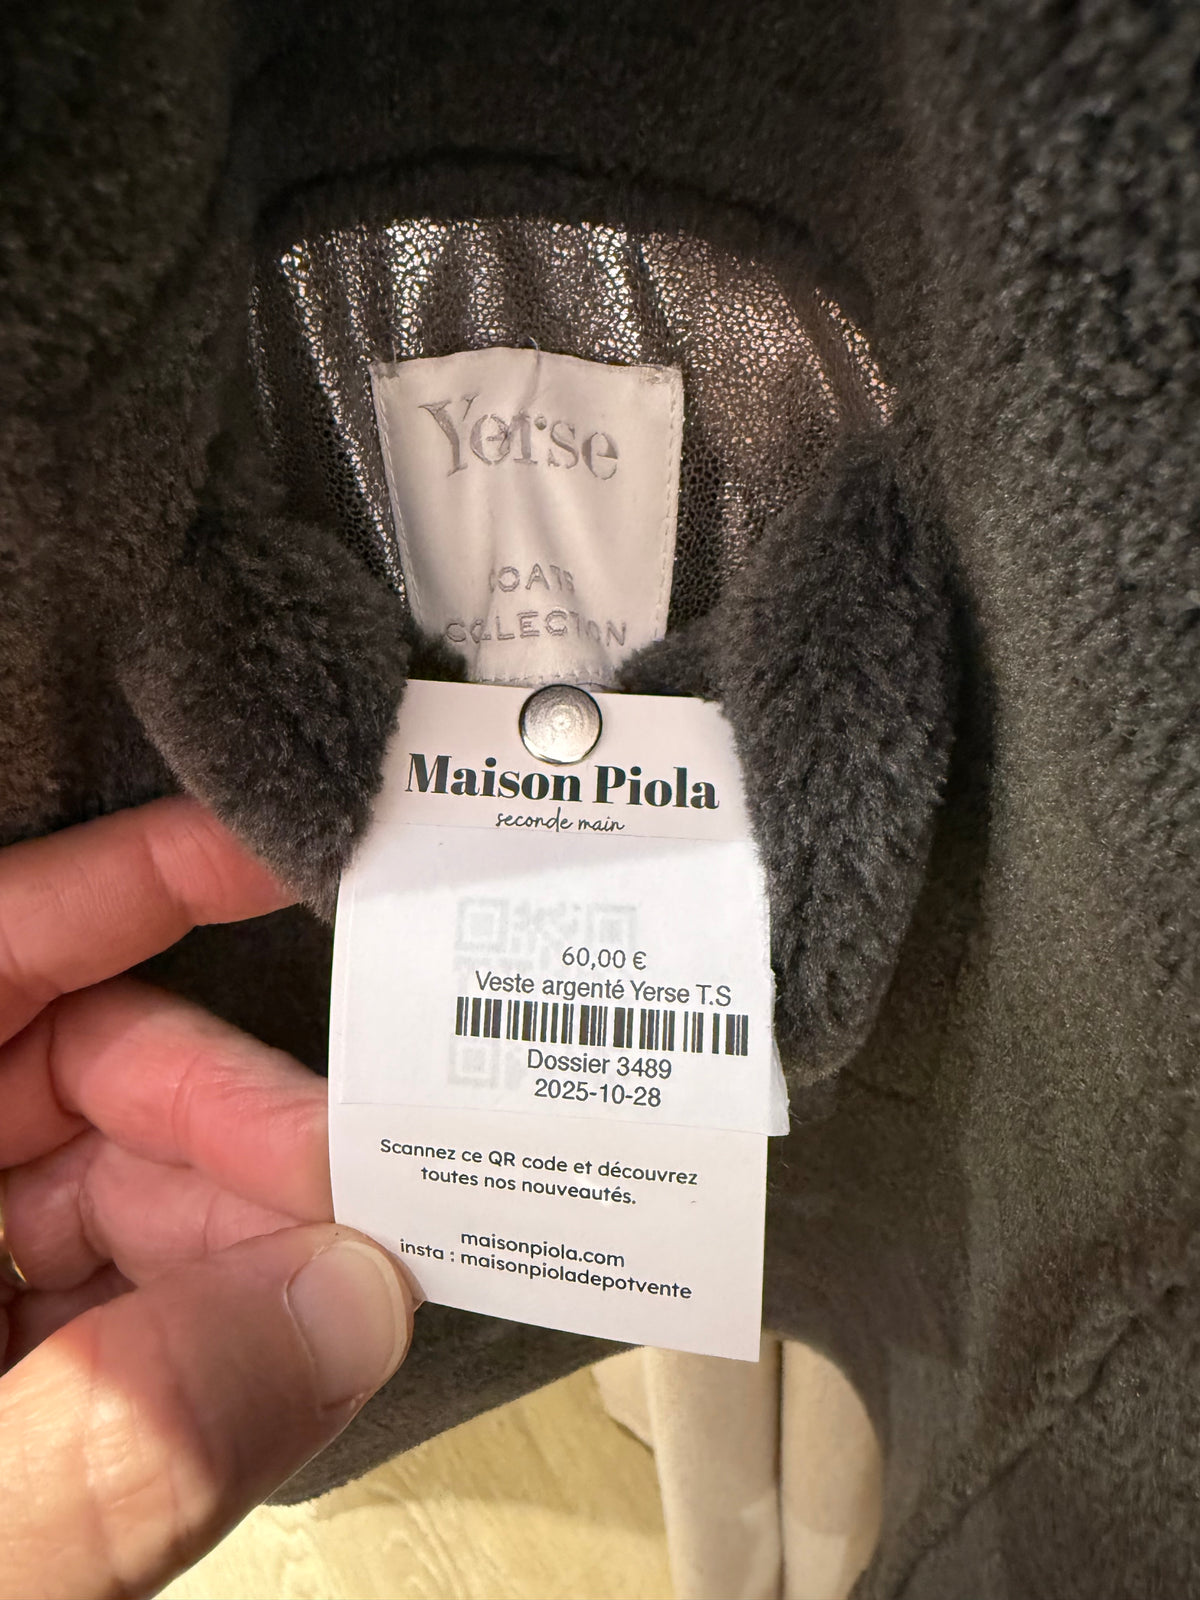 Yerse
COATS
COLLECTION
Maison Piola
seconde main
60,00 €
Veste argenté Yerse T.S
Dossier 3489
2025-10-28
Scannez ce QR code et découvrez
toutes nos nouveautés.
maisonpiola.com
insta : maisonpioladepotvente